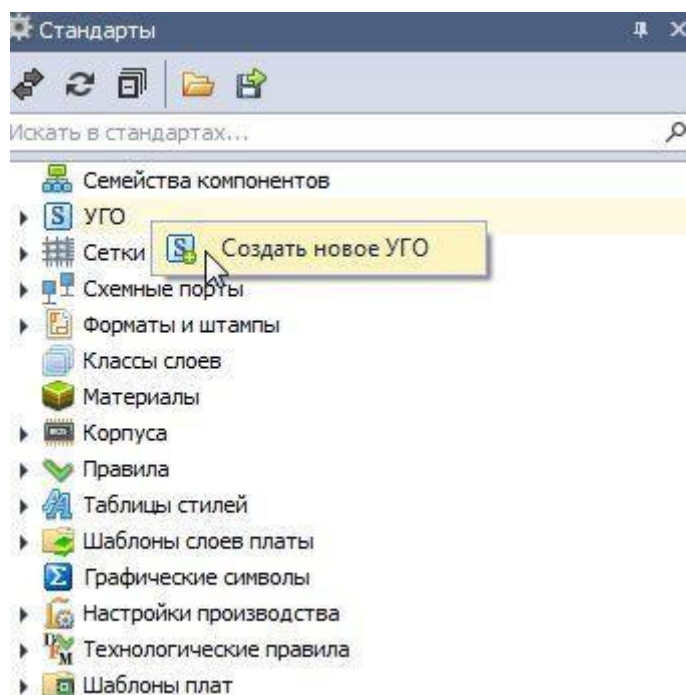 Стандарты
Искать в стандартах...
Семейства компонентов
S УГО
Сетки
S Создать новое УГО
Схемные порты
Форматы и штампы
Классы слоев
Материалы
Корпуса
Правила
Таблицы стилей
Шаблоны слоев платы
Σ Графические символы
Настройки производства
DFM Технологические правила
Шаблоны плат